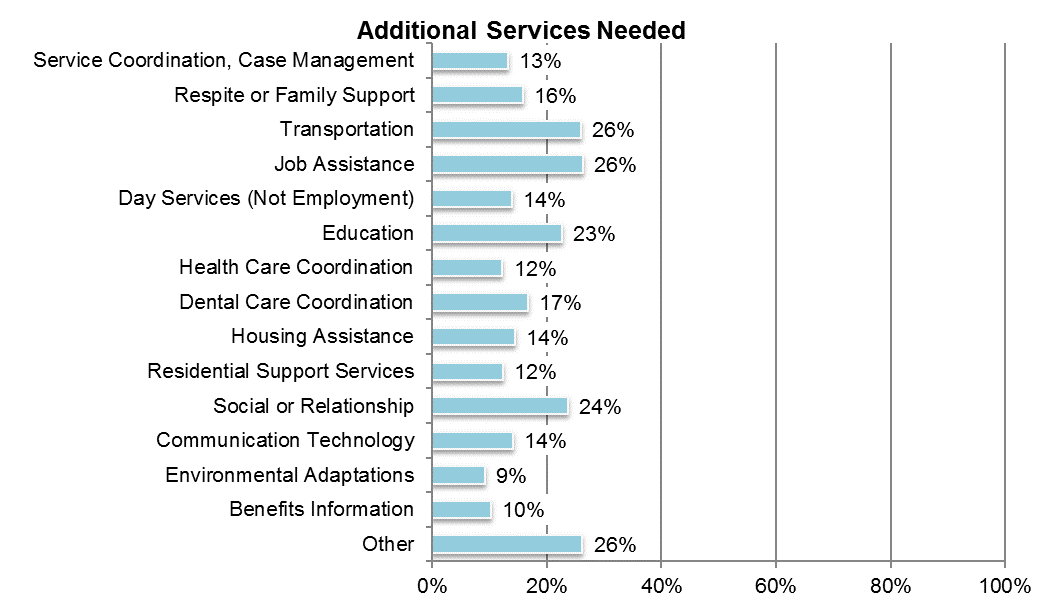 Additional Services Needed
Service Coordination, Case Management 13%
Respite or Family Support 16%
Transportation 26%
Job Assistance 26%
Day Services (Not Employment) 14%
Education 23%
Health Care Coordination 12%
Dental Care Coordination 17%
Housing Assistance 14%
Residential Support Services 12%
Social or Relationship 24%
Communication Technology 14%
Environmental Adaptations 9%
Benefits Information 10%
Other 26%
0% 20% 40% 60% 80% 100%